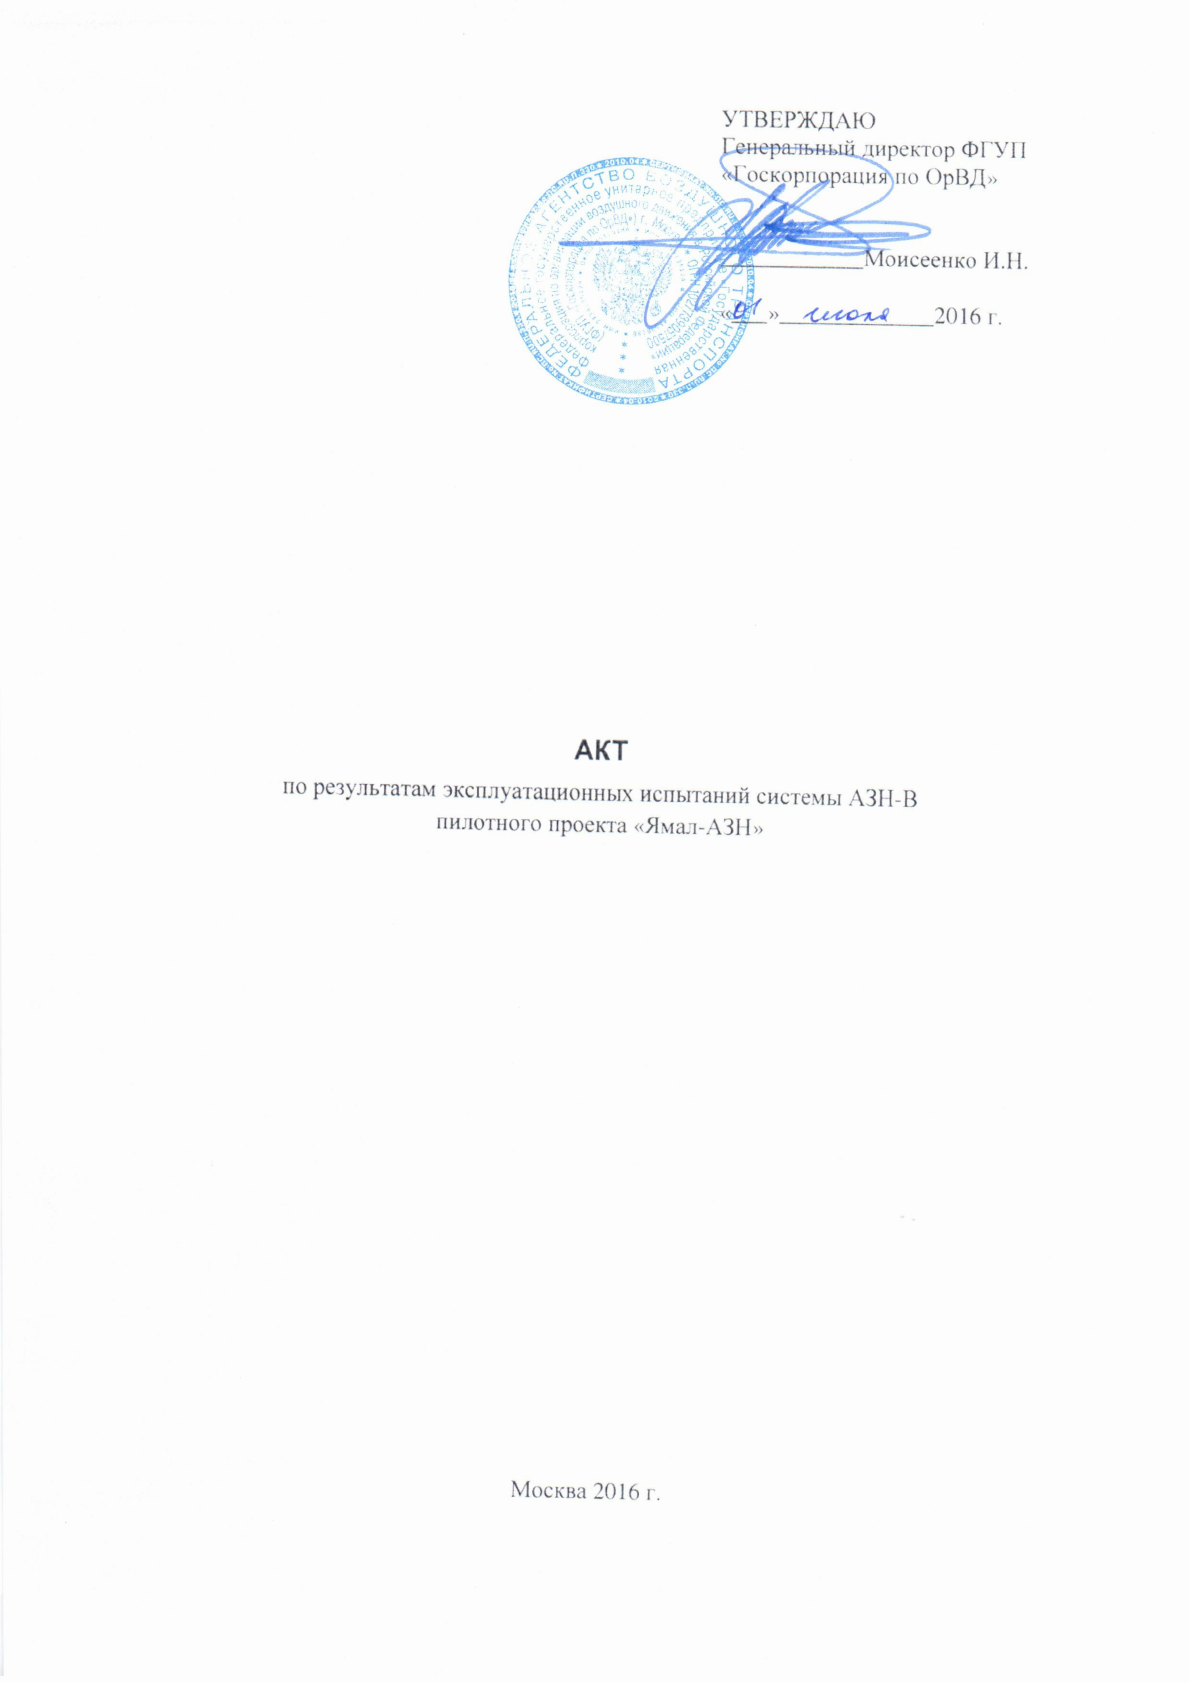 УТВЕРЖДАЮ
Генеральный директор ФГУП
«Госкорпорация по ОрВД»
Моисеенко И.Н.
«01» июля 2016 г.
АКТ
по результатам эксплуатационных испытаний системы АЗН-В
пилотного проекта «Ямал-АЗН»
Москва 2016 г.